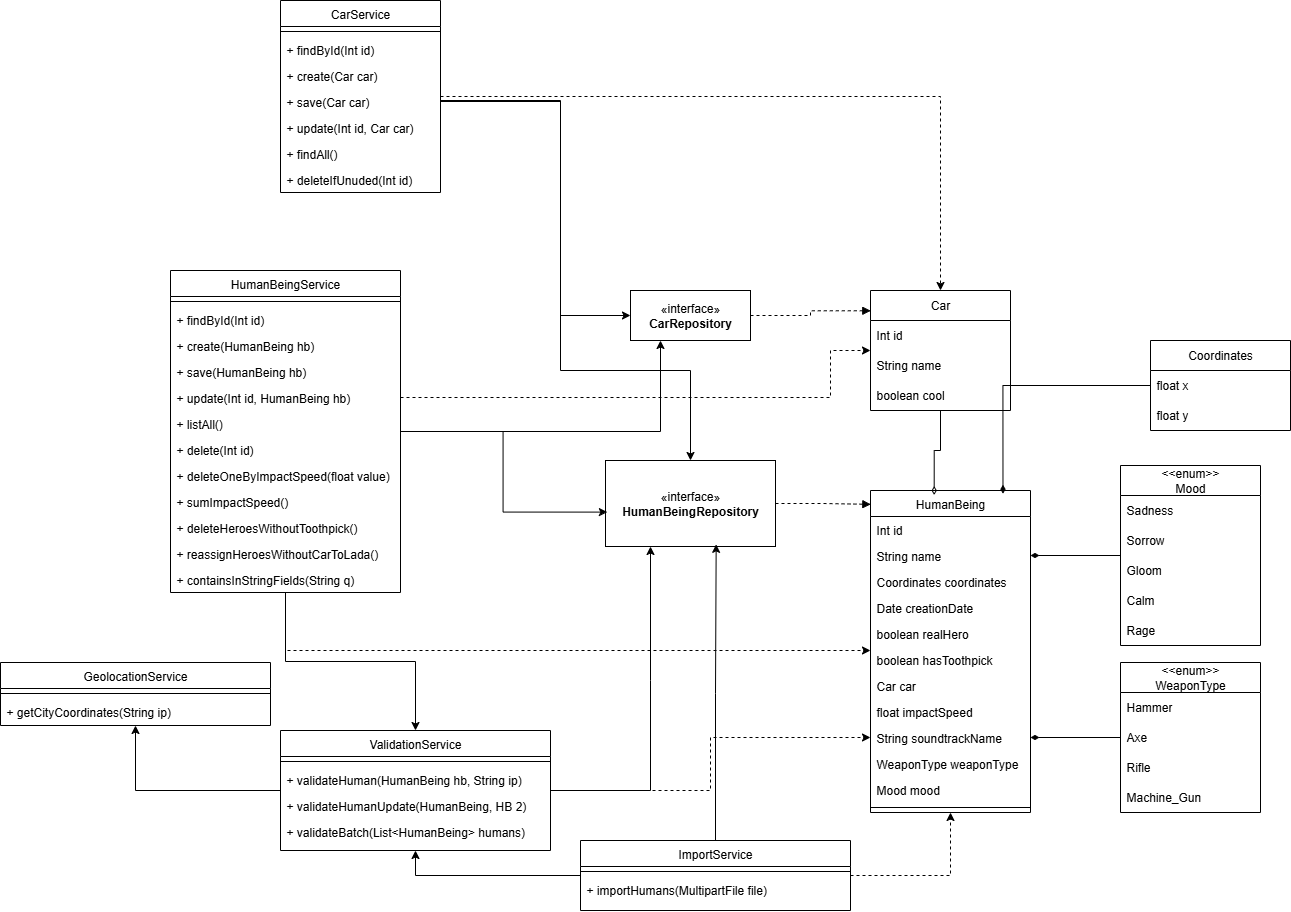 CarService
+ findById(Int id)
+ create(Car car)
+ save(Car car)
+ update(Int id, Car car)
+ findAll()
+ deleteIfUnuded(Int id)
HumanBeingService
+ findById(Int id)
+ create(HumanBeing hb)
+ save(HumanBeing hb)
+ update(Int id, HumanBeing hb)
+ listAll()
+ delete(Int id)
+ deleteOneByImpactSpeed(float value)
+ sumImpactSpeed()
+ deleteHeroesWithoutToothpick()
+ reassignHeroesWithoutCarToLada()
+ containsInStringFields(String q)
«interface»
CarRepository
Car
Int id
String name
boolean cool
Coordinates
float x
float y
«interface»
HumanBeingRepository
HumanBeing
Int id
String name
Coordinates coordinates
Date creationDate
boolean realHero
boolean hasToothpick
Car car
float impactSpeed
String soundtrackName
WeaponType weaponType
Mood mood
<<enum>>
Mood
Sadness
Sorrow
Gloom
Calm
Rage
<<enum>>
WeaponType
Hammer
Axe
Rifle
Machine_Gun
GeolocationService
+ getCityCoordinates(String ip)
ValidationService
+ validateHuman(HumanBeing hb, String ip)
+ validateHumanUpdate(HumanBeing, HB 2)
+ validateBatch(List<HumanBeing> humans)
ImportService
+ importHumans(MultipartFile file)